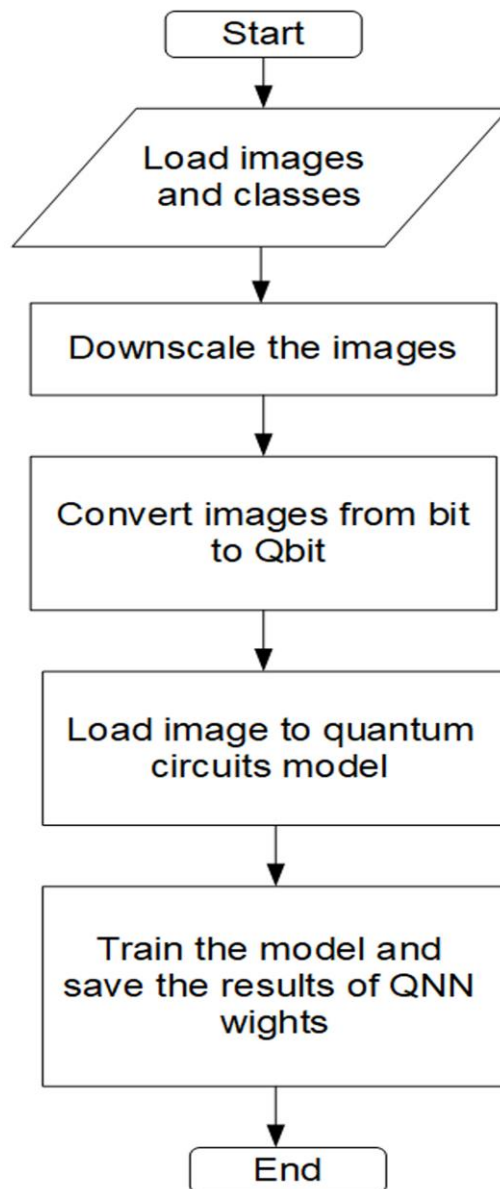 Start
Load images
and classes
Downscale the images
Convert images from bit
to Qbit
Load image to quantum
circuits model
Train the model and
save the results of QNN
wights
End